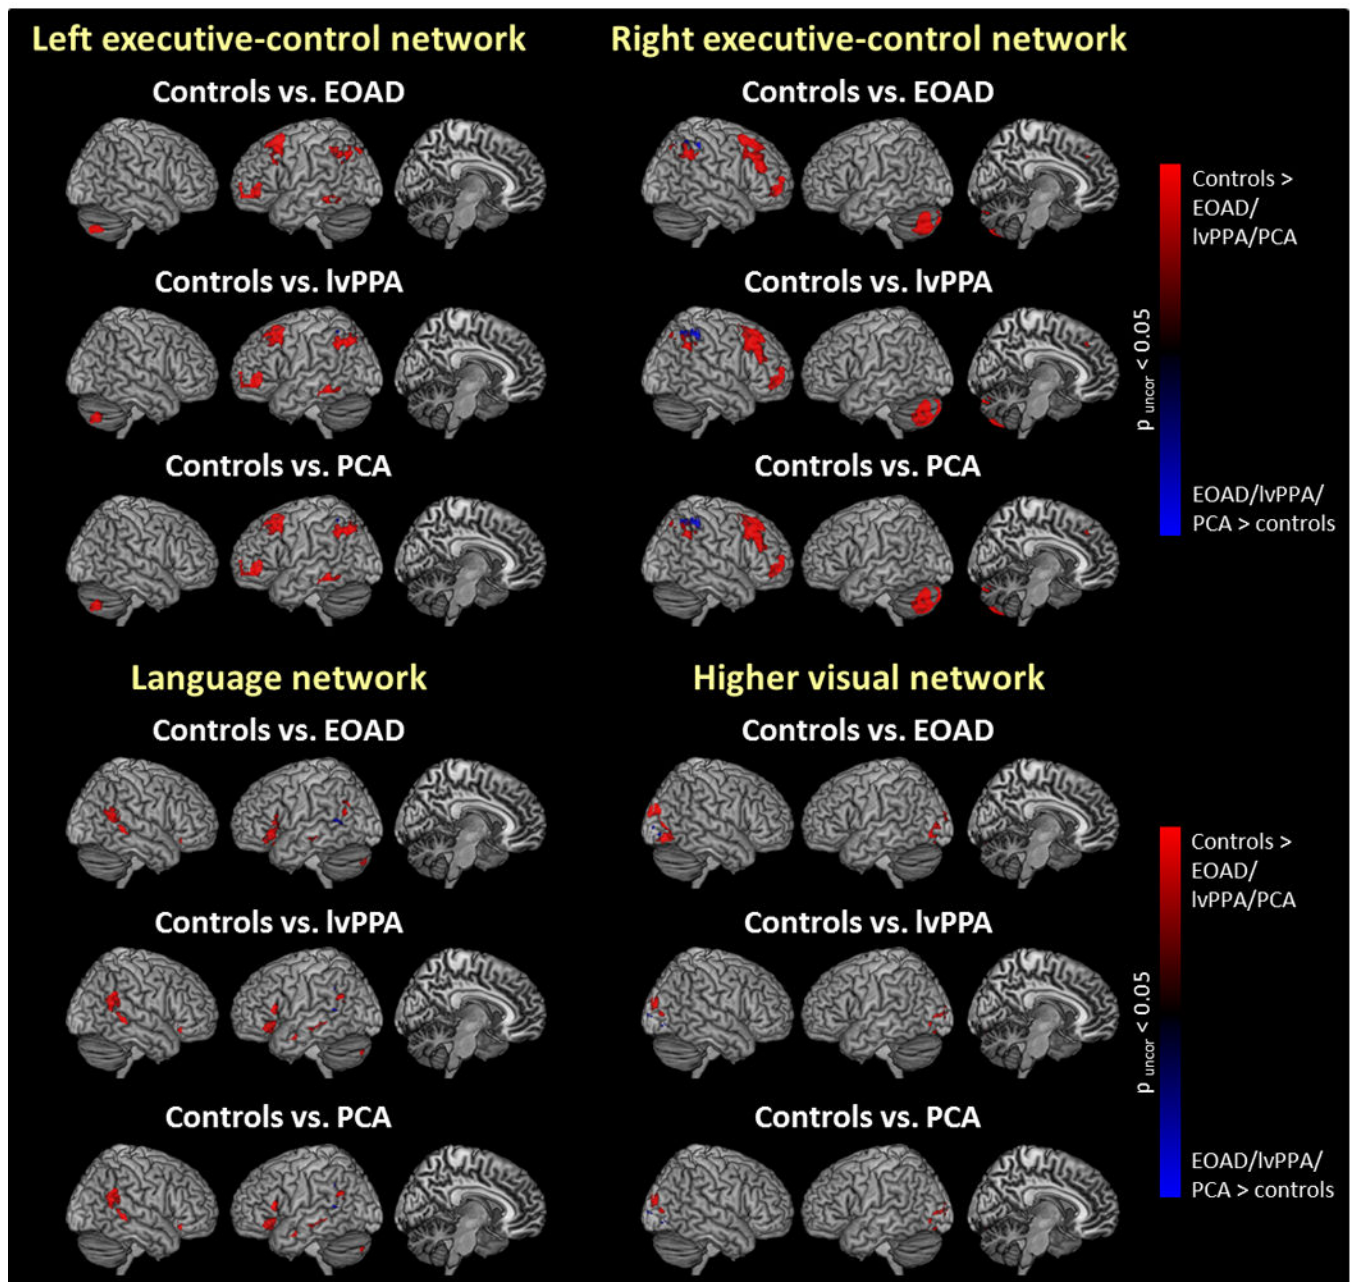 Left executive-control network
Controls vs. EOAD
Controls vs. lvPPA
Controls vs. PCA
Right executive-control network
Controls vs. EOAD
Controls vs. lvPPA
Controls vs. PCA
Controls >
EOAD/
lvPPA/PCA
p uncor < 0.05
EOAD/lvPPA/
PCA > controls
Language network
Controls vs. EOAD
Controls vs. lvPPA
Controls vs. PCA
Higher visual network
Controls vs. EOAD
Controls vs. lvPPA
Controls vs. PCA
Controls >
EOAD/
lvPPA/PCA
p uncor < 0.05
EOAD/lvPPA/
PCA > controls